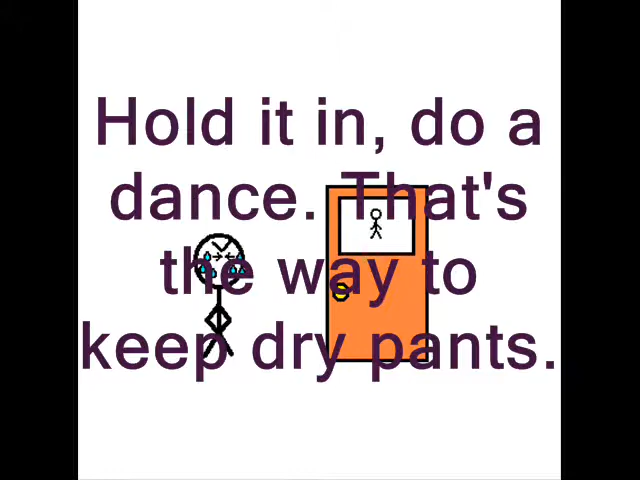 Hold it in, do a
dance. That's
the way to
keep dry pants.